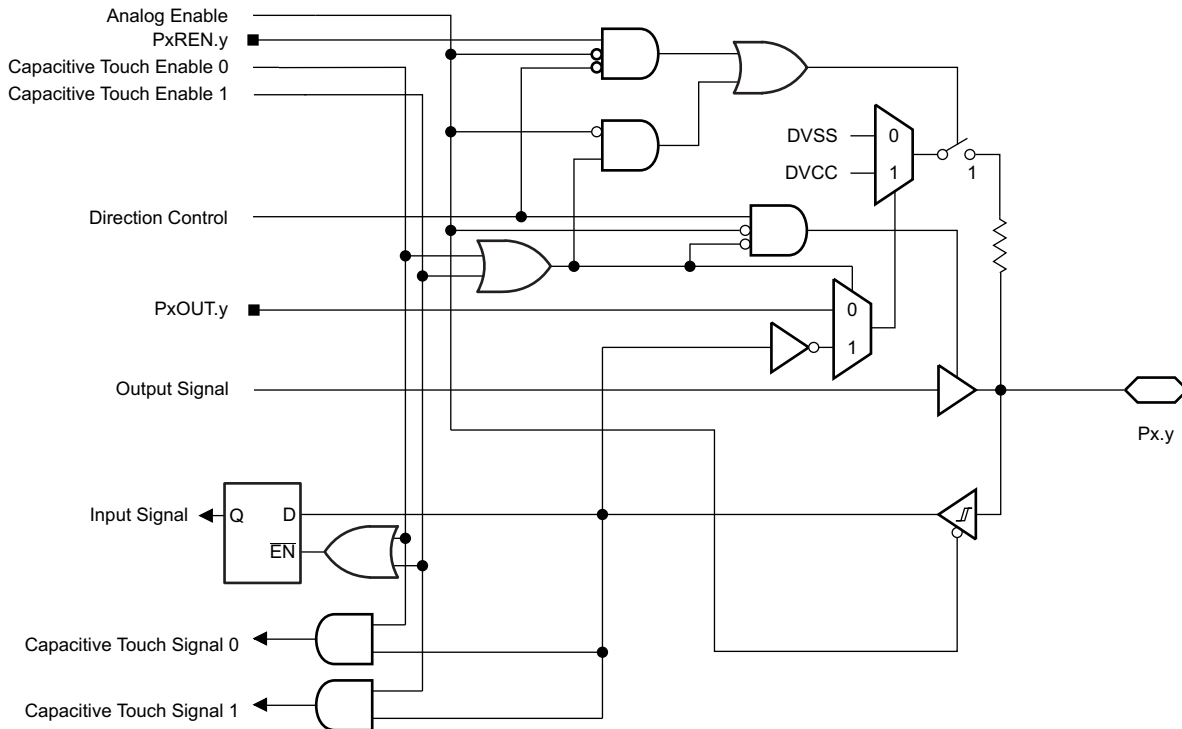 Analog Enable
PxREN.y
Capacitive Touch Enable 0
Capacitive Touch Enable 1
DVSS
0
DVCC
1
1
Direction Control
PxOUT.y
0
1
Output Signal
Px.y
Input Signal
Q
D
EN
Capacitive Touch Signal 0
Capacitive Touch Signal 1